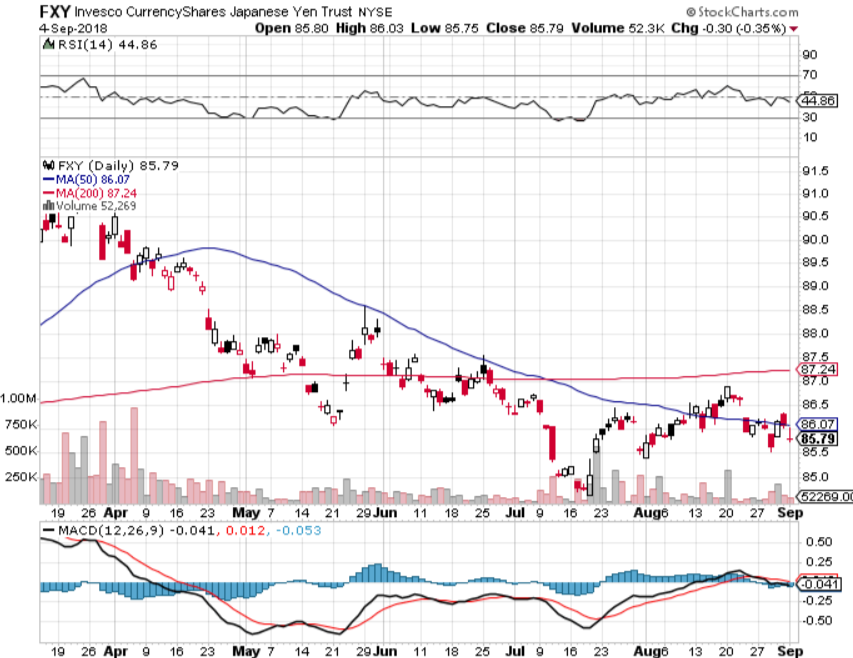 FXY Invesco CurrencyShares Japanese Yen Trust NYSE © StockCharts.com
4-Sep-2018 Open 85.80 High 86.03 Low 85.75 Close 85.79 Volume 52.3K Chg -0.30 (-0.35%)
RSI(14) 44.86
90
70
44.86
30
10
FXY (Daily) 85.79
MA(50) 86.07
MA(200) 87.24
Volume 52,269
91.5
91.0
90.5
90.0
89.5
89.0
88.5
88.0
87.5
87.24
87.0
86.5
86.07
85.79
85.5
85.0
52269.00
1.00M
750K
500K
250K
19 26 Apr 9 16 23 May 7 14 21 29 Jun 11 18 25 Jul 9 16 23 Aug 6 13 20 27 Sep
MACD(12,26,9) -0.041, 0.012, -0.053
0.50
0.25
-0.041
-0.25
-0.50
19 26 Apr 9 16 23 May 7 14 21 29 Jun 11 18 25 Jul 9 16 23 Aug 6 13 20 27 Sep